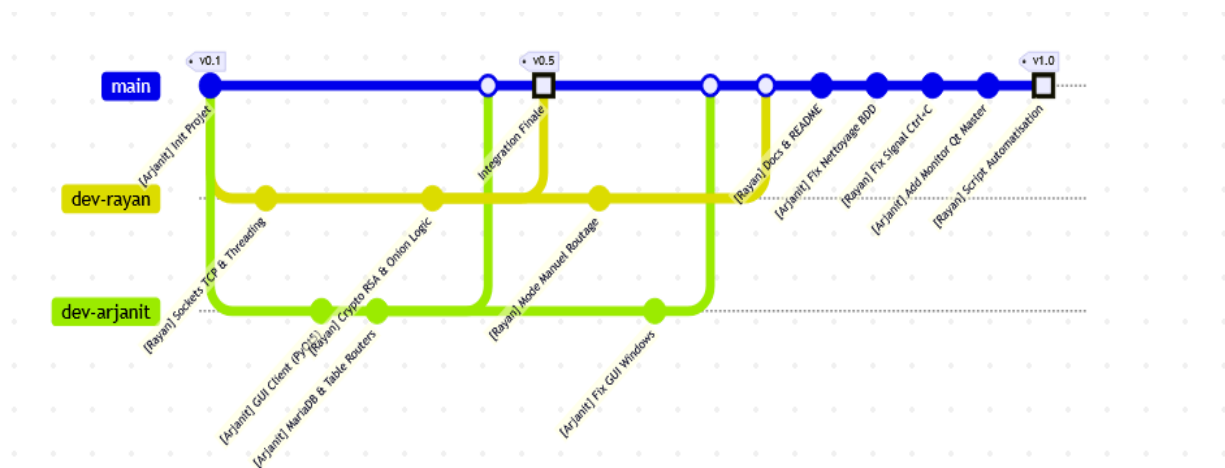 v0.1
v0.5
v1.0
main
[Arjanit] Init Projet
Integration Finale
[Rayan] Docs & README
[Arjanit] Fix Nettoyage BDD
[Rayan] Fix Signal Ctrl-C
[Arjanit] Add Monitor Qt Master
[Rayan] Script Automatisation
dev-rayan
[Rayan] Sockets TCP & Threading
[Rayan] Crypto RSA & Onion Logic
[Rayan] Mode Manuel Routage
dev-arjanit
[Arjanit] GUI Client (PyQt5)
[Arjanit] MariaDB & Table Routers
[Arjanit] Fix GUI Windows